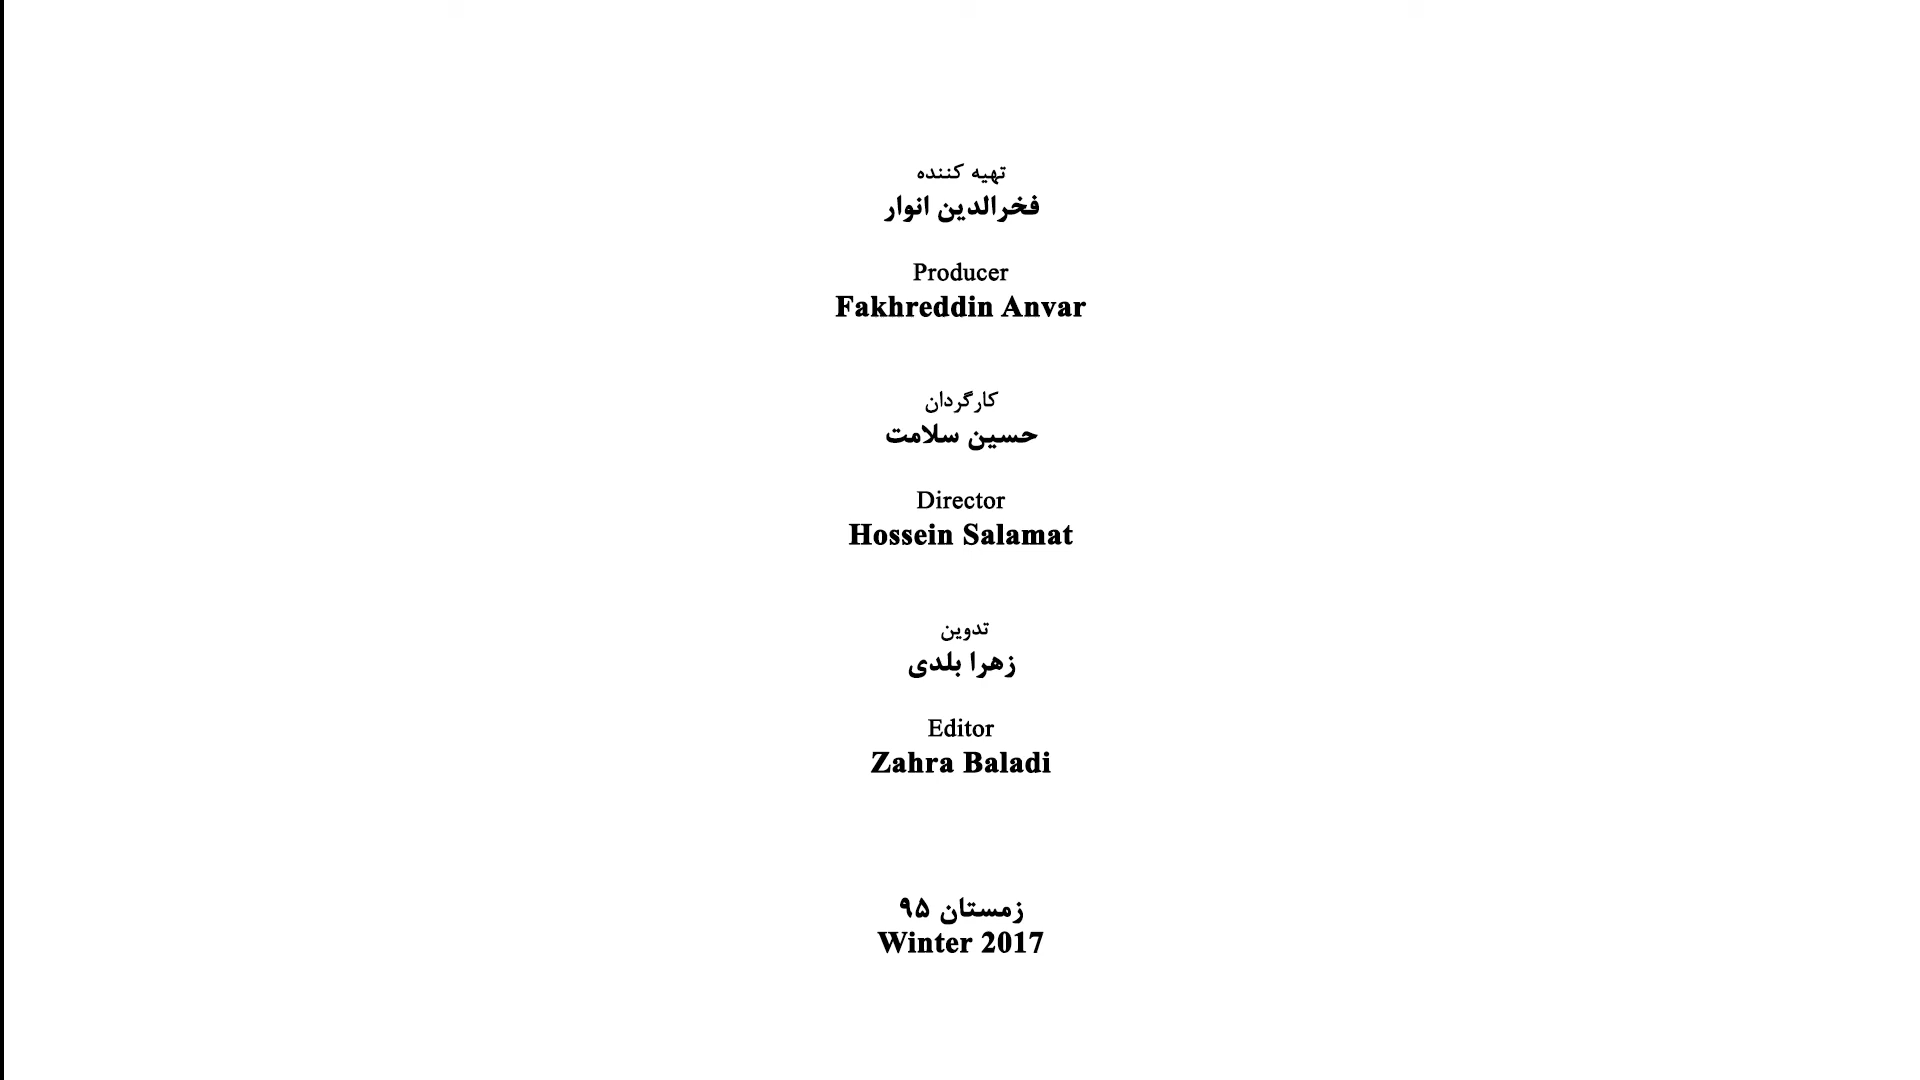 تهیه کننده
فخرالدین انوار
Producer
Fakhreddin Anvar
کارگردان
حسین سلامت
Director
Hossein Salamat
تدوین
زهرا بلدی
Editor
Zahra Baladi
زمستان ۹۵
Winter 2017